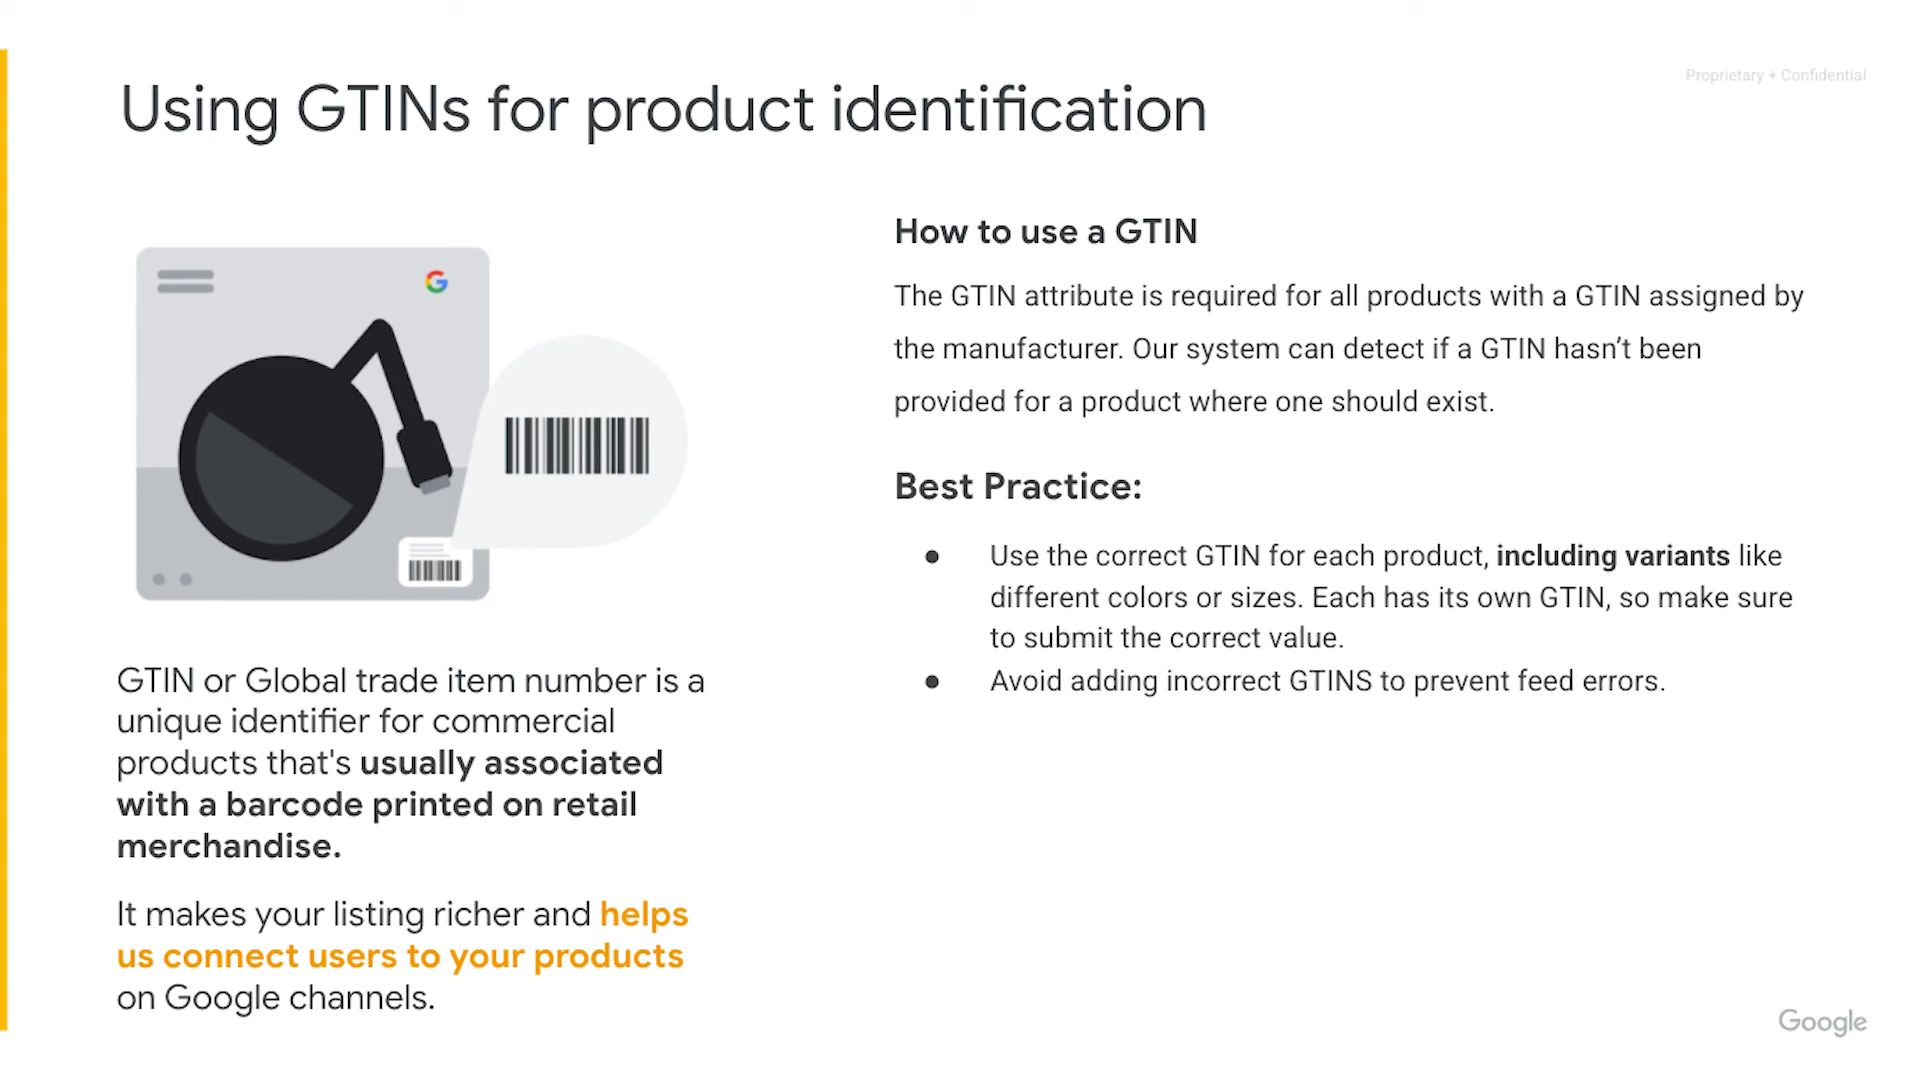 Proprietary + Confidential
Using GTINs for product identification
G
GTIN or Global trade item number is a
unique identifier for commercial
products that's usually associated
with a barcode printed on retail
merchandise.
It makes your listing richer and helps
us connect users to your products
on Google channels.
How to use a GTIN
The GTIN attribute is required for all products with a GTIN assigned by
the manufacturer. Our system can detect if a GTIN hasn’t been
provided for a product where one should exist.
Best Practice:
● Use the correct GTIN for each product, including variants like
different colors or sizes. Each has its own GTIN, so make sure
to submit the correct value.
● Avoid adding incorrect GTINS to prevent feed errors.
Google